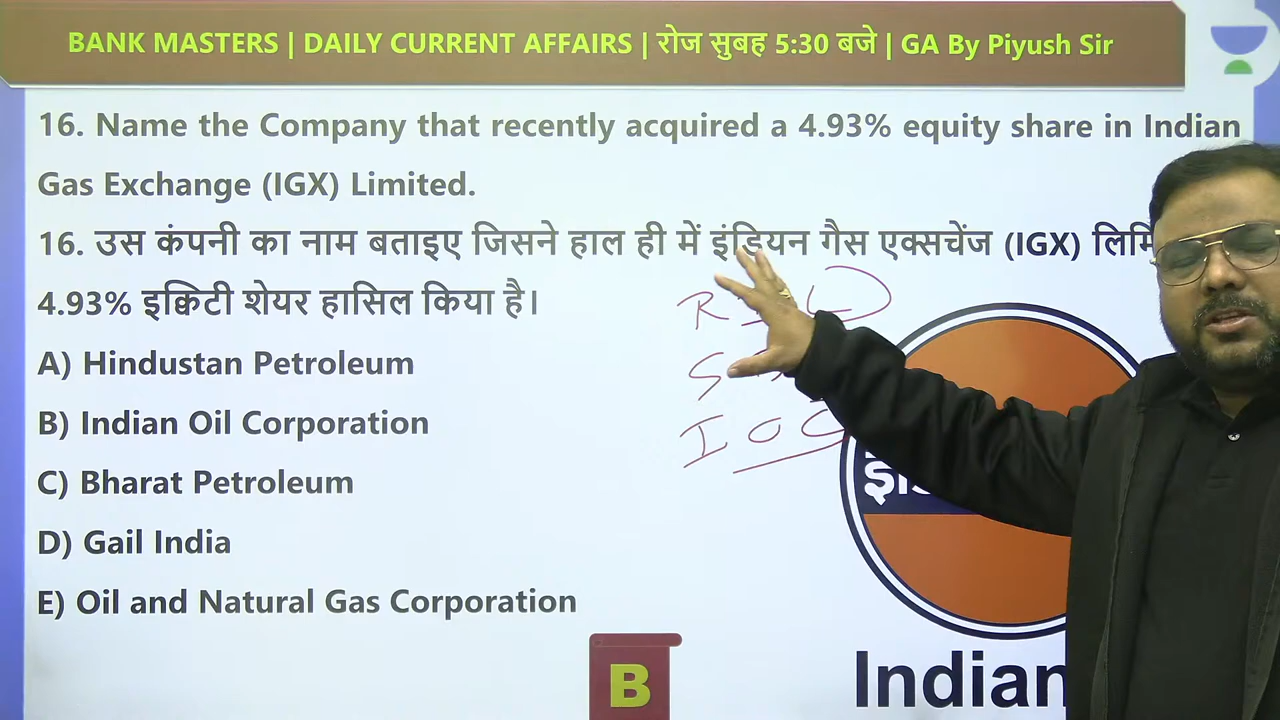 BANK MASTERS | DAILY CURRENT AFFAIRS | रोज सुबह 5:30 बजे | GA By Piyush Sir
16. Name the Company that recently acquired a 4.93% equity share in Indian
Gas Exchange (IGX) Limited.
16. उस कंपनी का नाम बताइए जिसने हाल ही में इंडियन गैस एक्सचेंज (IGX)
4.93% इक्विटी शेयर हासिल किया है।
A) Hindustan Petroleum
B) Indian Oil Corporation
C) Bharat Petroleum
D) Gail India
E) Oil and Natural Gas Corporation
IOC
B
Indian